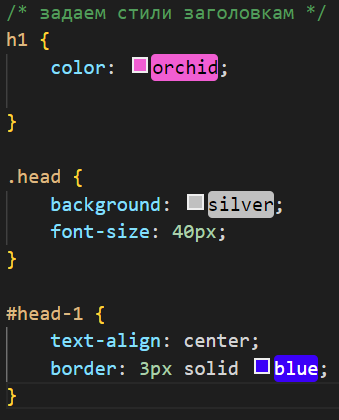 /* задаем стили заголовкам */
h1 {
    color: orchid;
}
.head {
    background: silver;
    font-size: 40px;
}
#head-1 {
    text-align: center;
    border: 3px solid blue;
}